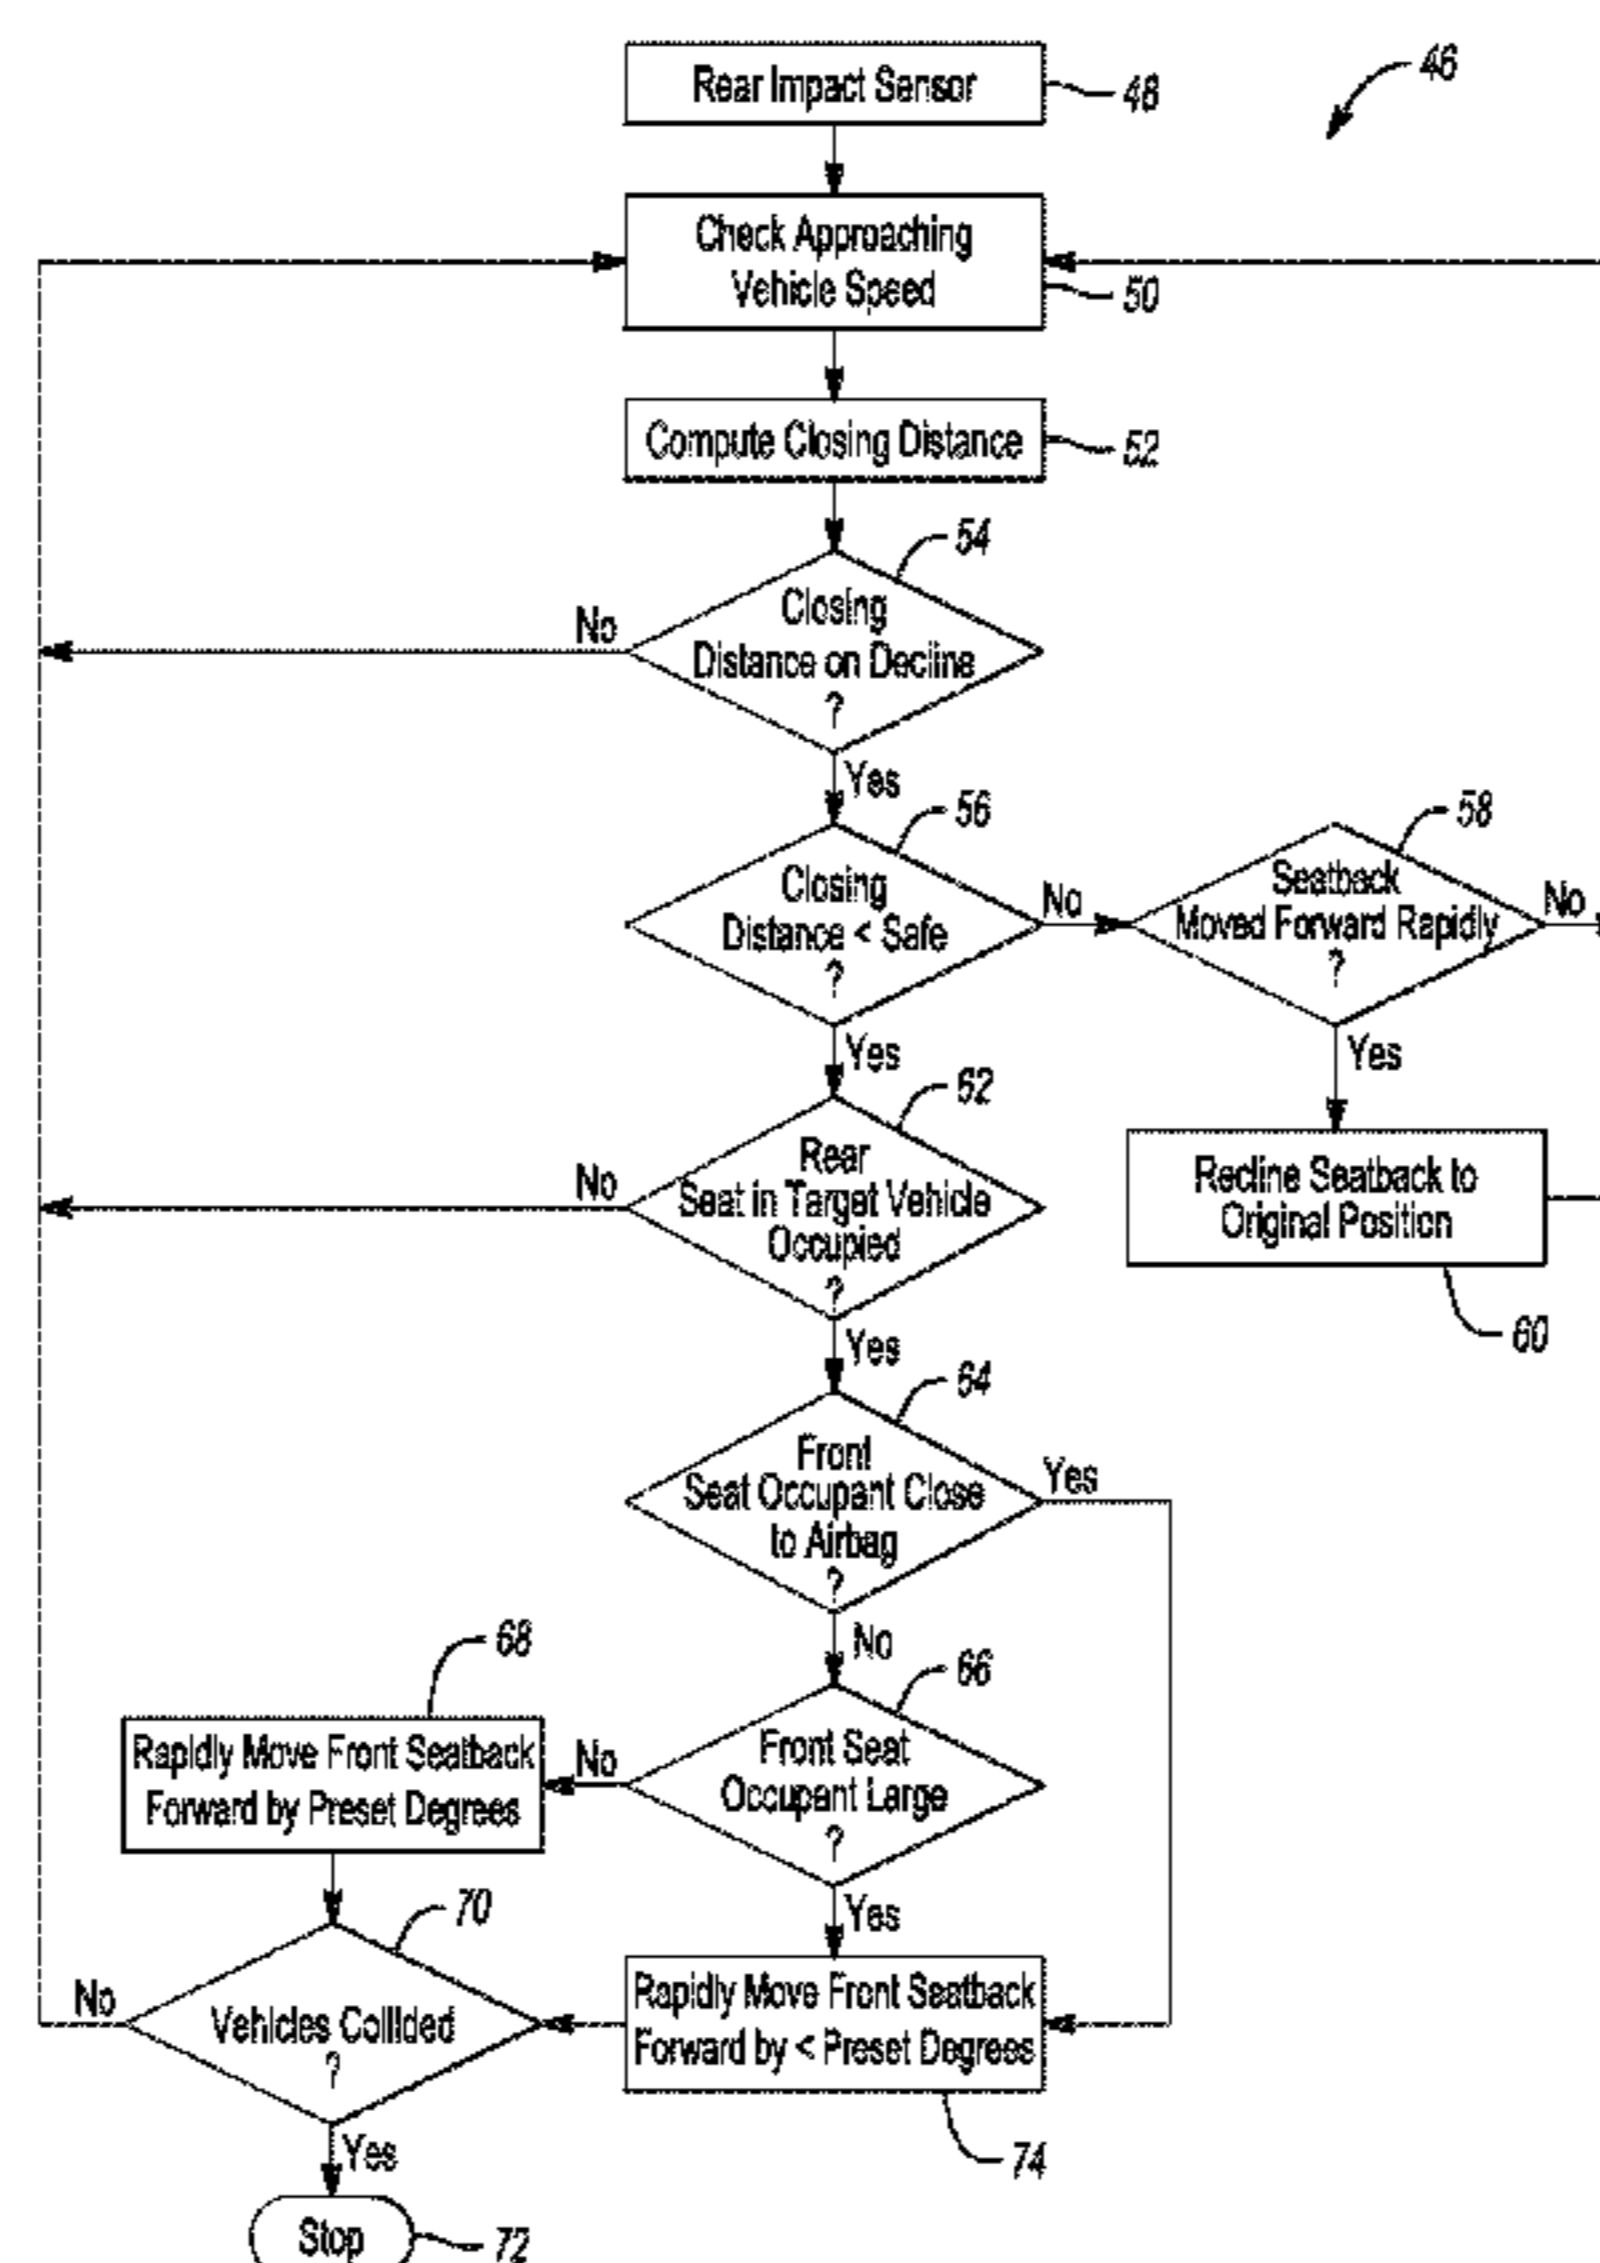 Rear Impact Sensor
48
46
Check Approaching
Vehicle Speed
50
Compute Closing Distance
52
54
Closing
Distance on Decline
?
No
Yes
56
Closing
Distance < Safe
?
No
Yes
58
Seatback
Moved Forward Rapidly
?
No
Yes
62
Rear
Seat in Target Vehicle
Occupied
?
No
Yes
Recline Seatback to
Original Position
60
64
Front
Seat Occupant Close
to Airbag
?
Yes
No
66
Front Seat
Occupant Large
?
No
Yes
68
Rapidly Move Front Seatback
Forward by Preset Degrees
70
Vehicles Collided
?
No
Yes
Rapidly Move Front Seatback
Forward by < Preset Degrees
74
Stop
72